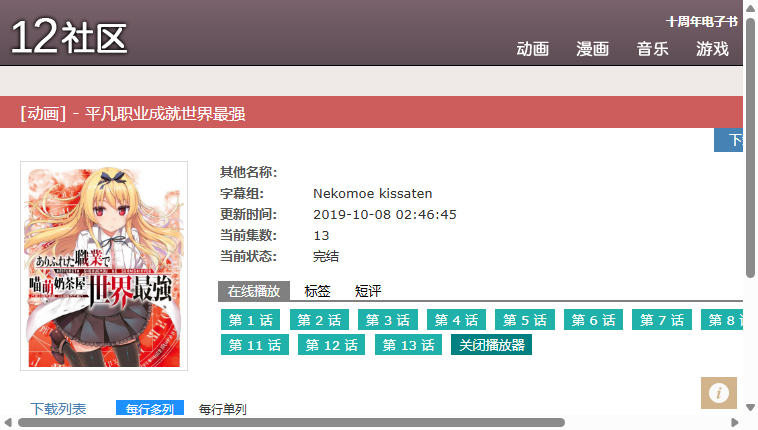 12社区
十周年电子书
动画 漫画 音乐 游戏
[动画] - 平凡职业成就世界最强
其他名称:
字幕组: Nekomoe kissaten
更新时间: 2019-10-08 02:46:45
当前集数: 13
当前状态: 完结
ありふれた職業で
喵萌奶茶屋
世界最強
在线播放 标签 短评
第 1 话 第 2 话 第 3 话 第 4 话 第 5 话 第 6 话 第 7 话 第 8
第 11 话 第 12 话 第 13 话 关闭播放器
下载列表 每行多列 每行单列